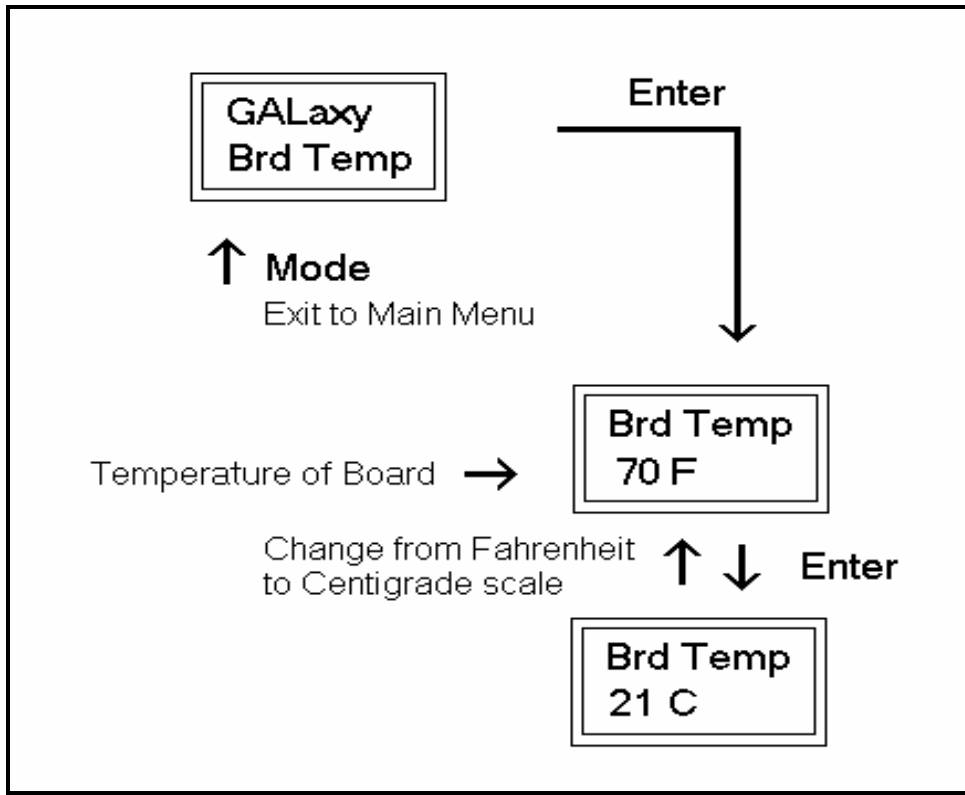 GALaxy
Brd Temp
Enter
Mode
Exit to Main Menu
Brd Temp
70 F
Temperature of Board
Change from Fahrenheit
to Centigrade scale
Enter
Brd Temp
21 C